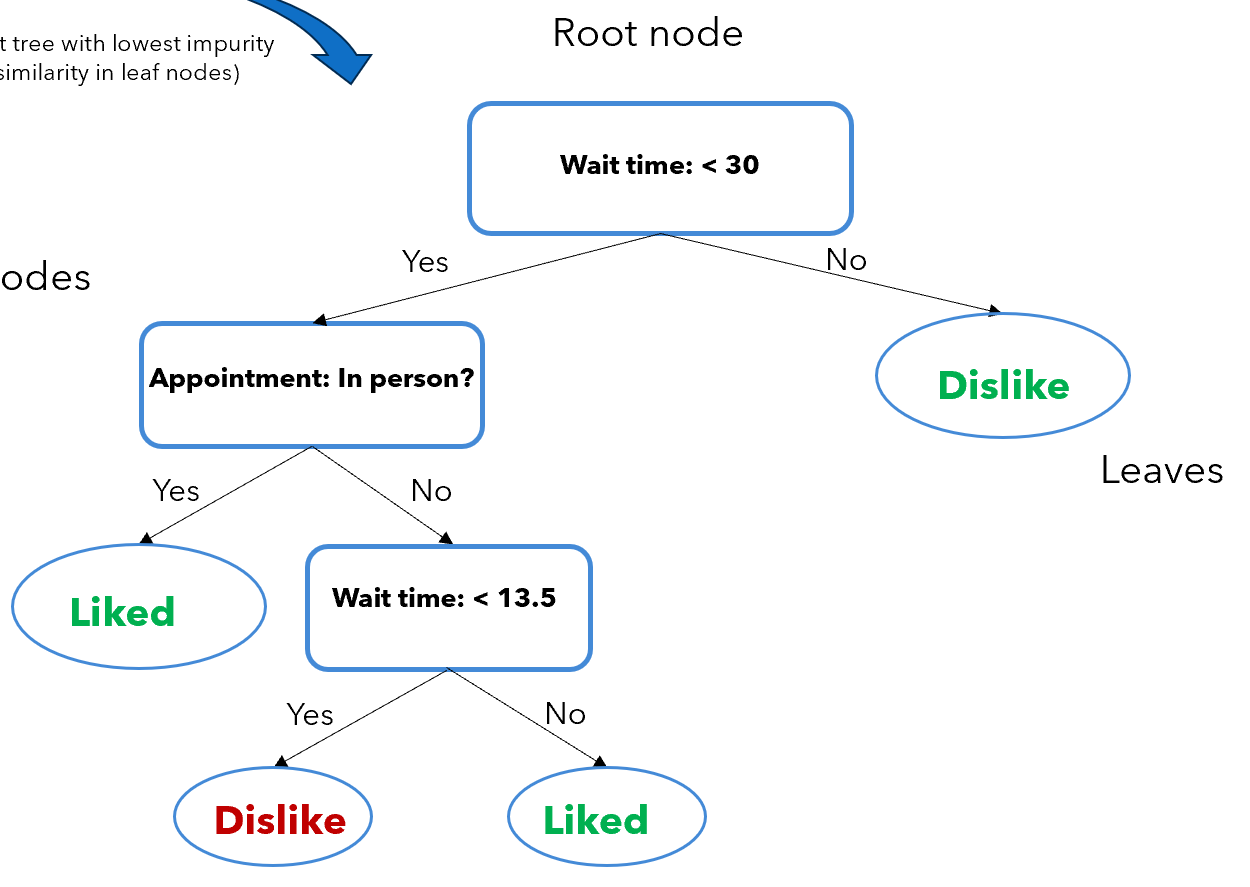 Root node
t tree with lowest impurity
similarity in leaf nodes)
Wait time: < 30
Yes
No
odes
Appointment: In person?
Dislike
Leaves
Yes
No
Liked
Wait time: < 13.5
Yes
No
Dislike
Liked